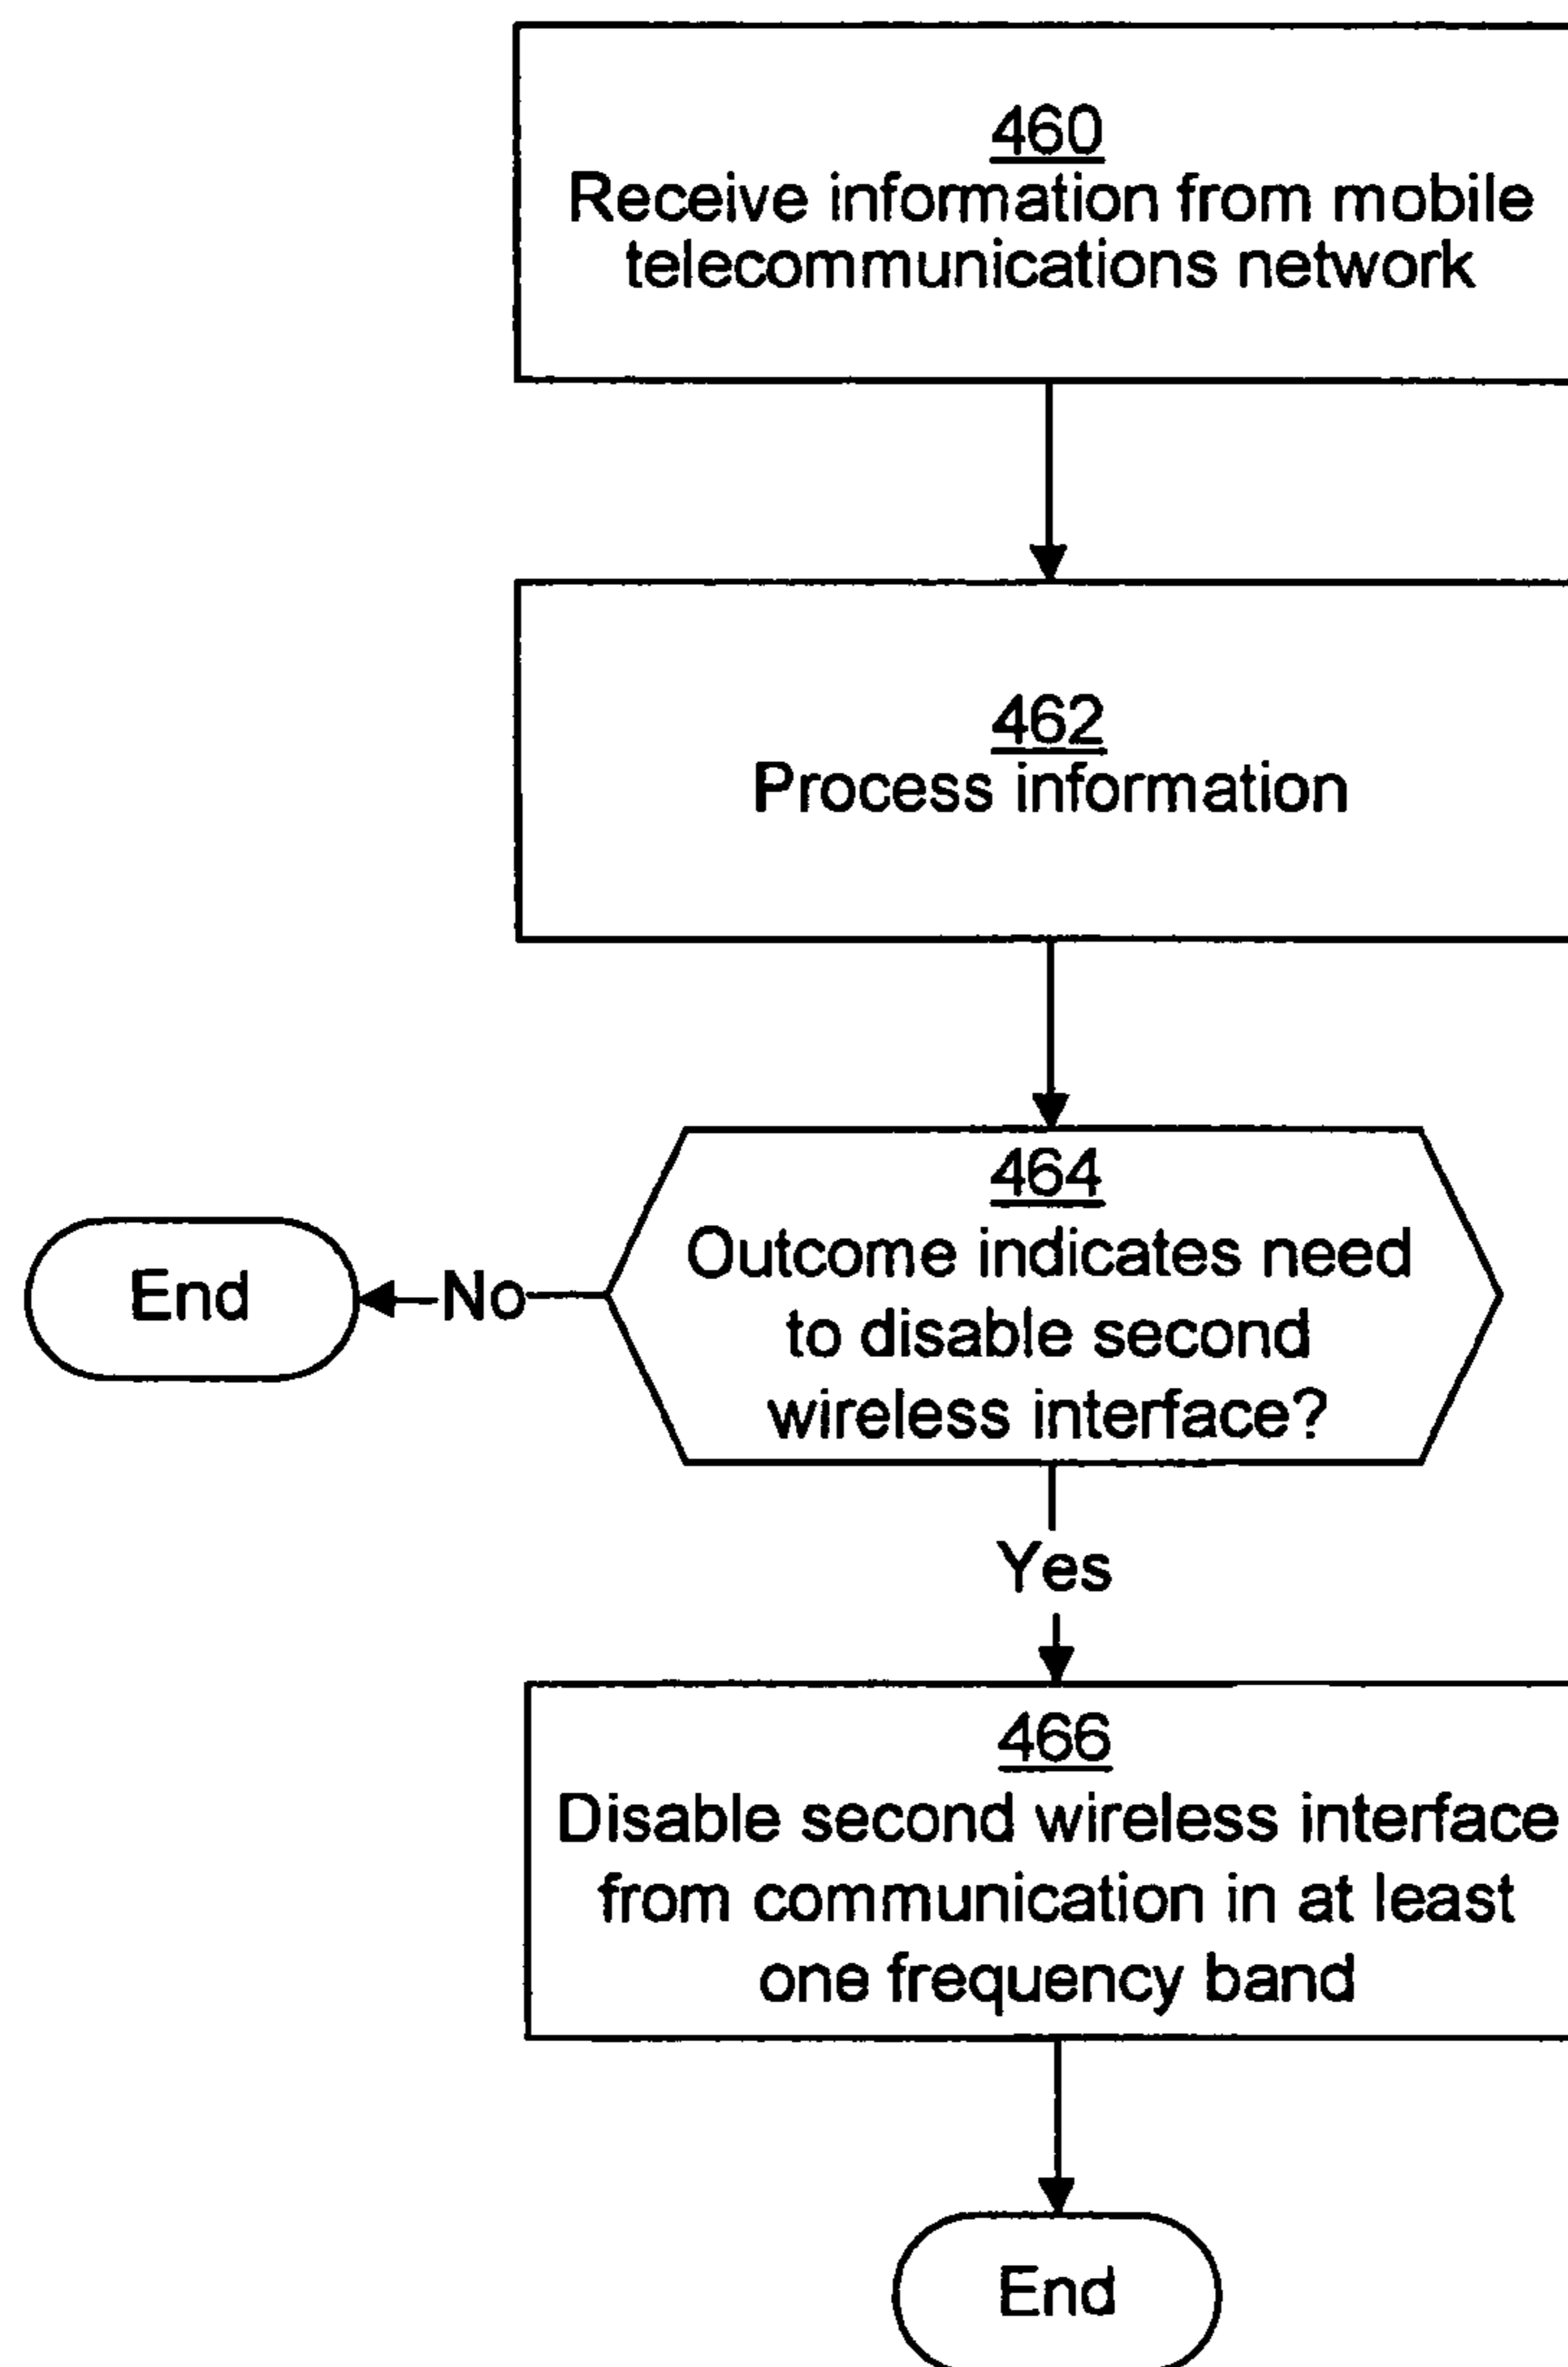 460
Receive information from mobile
telecommunications network
462
Process information
464
Outcome indicates need
to disable second
wireless interface?
End
No
Yes
466
Disable second wireless interface
from communication in at least
one frequency band
End